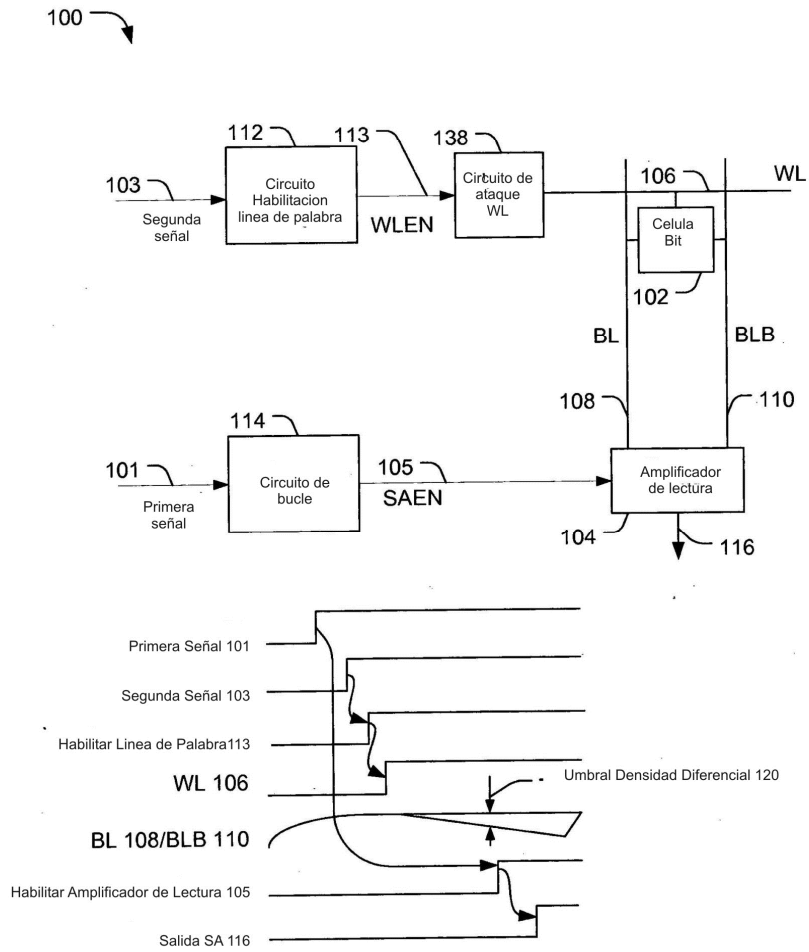 100
112
113
138
103
Segunda
señal
Circuito
Habilitacion
linea de palabra
WLEN
Circuito de
ataque
WL
106
WL
Celula
Bit
102
BL
BLB
108
110
114
101
Primera
señal
Circuito de
bucle
105
SAEN
Amplificador
de lectura
104
116
Primera Señal 101
Segunda Señal 103
Habilitar Linea de Palabra113
WL 106
Umbral Densidad Diferencial 120
BL 108/BLB 110
Habilitar Amplificador de Lectura 105
Salida SA 116